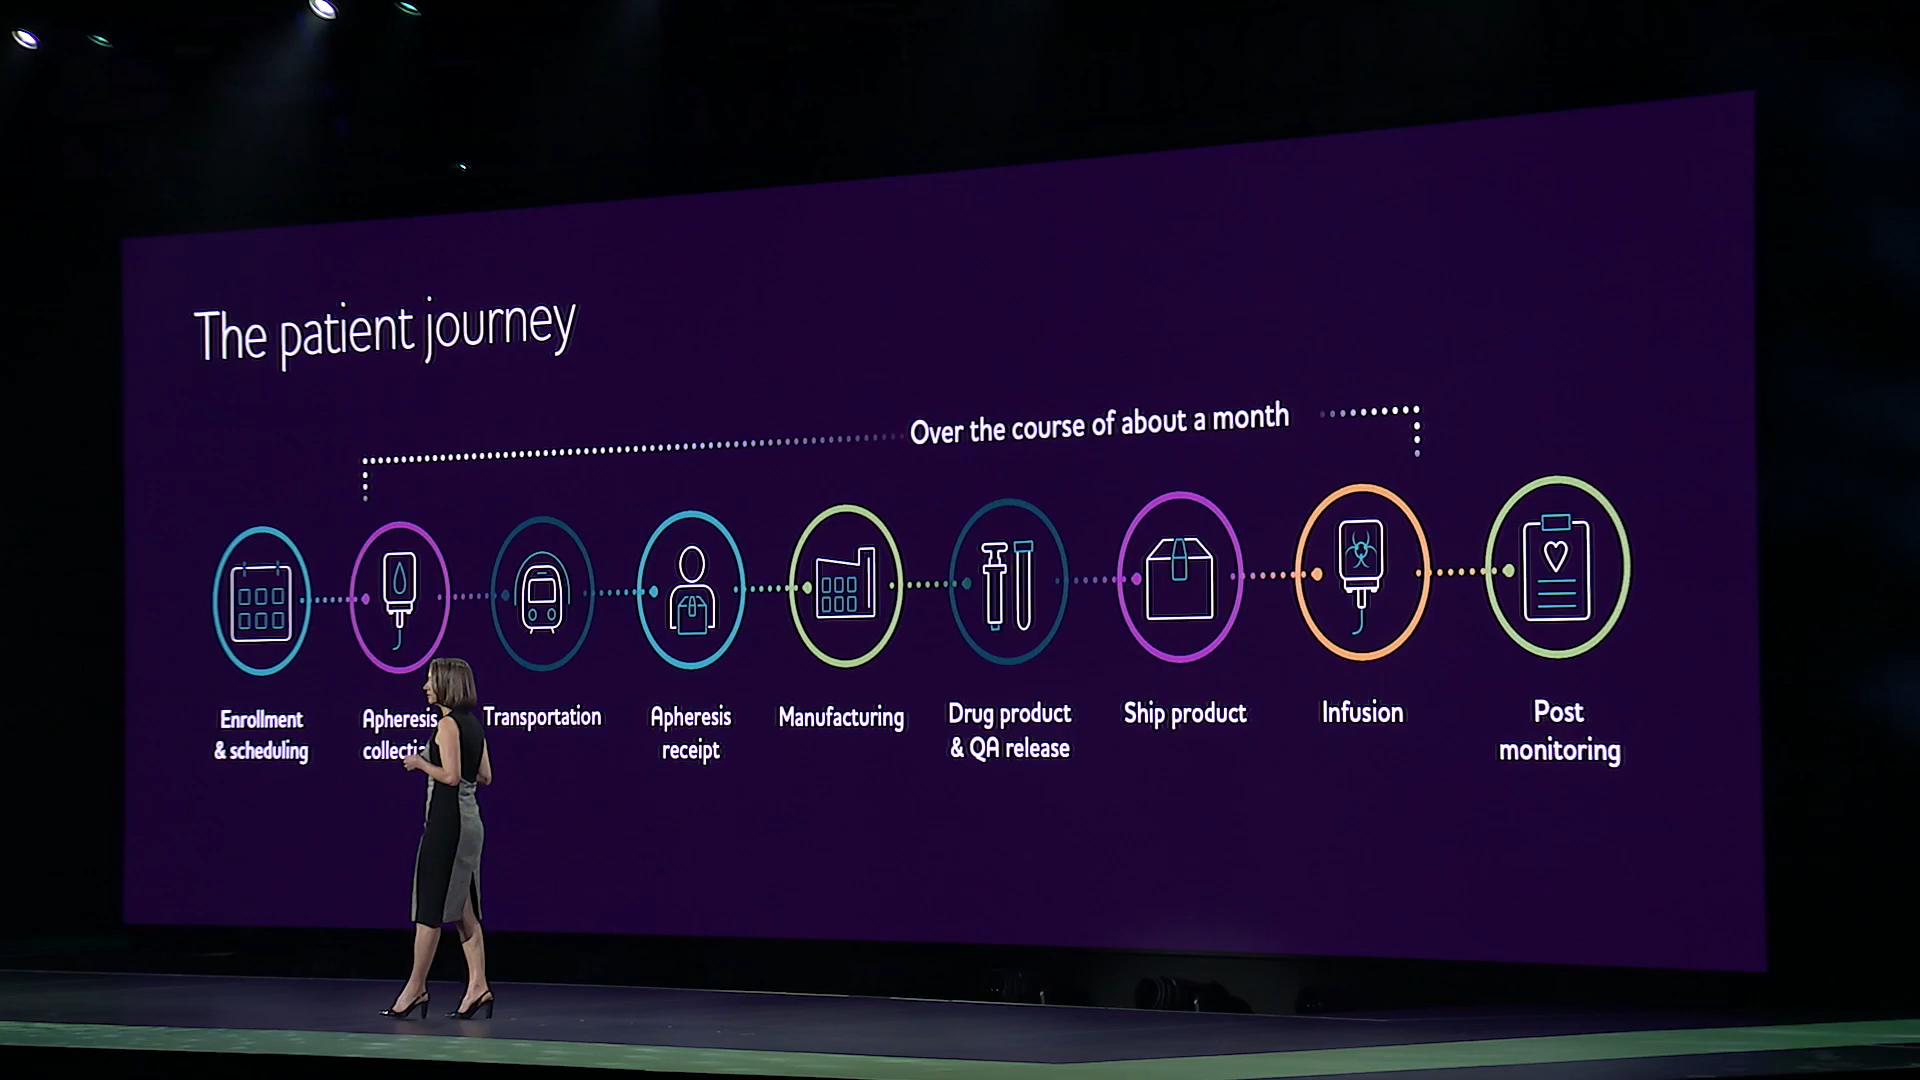 The patient journey
Over the course of about a month
Enrollment
& scheduling
Apheresis
Transportation
Apheresis
receipt
Manufacturing
Drug product
& QA release
Ship product
Infusion
Post
monitoring